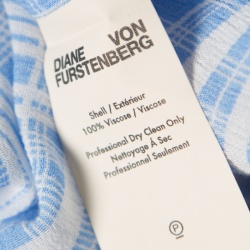 DIANE VON
FURSTENBERG
Shell / Extérieur
100% Viscose / Viscose
Professional Dry Clean Only
Nettoyage À Sec
Professionnel Seulement
P